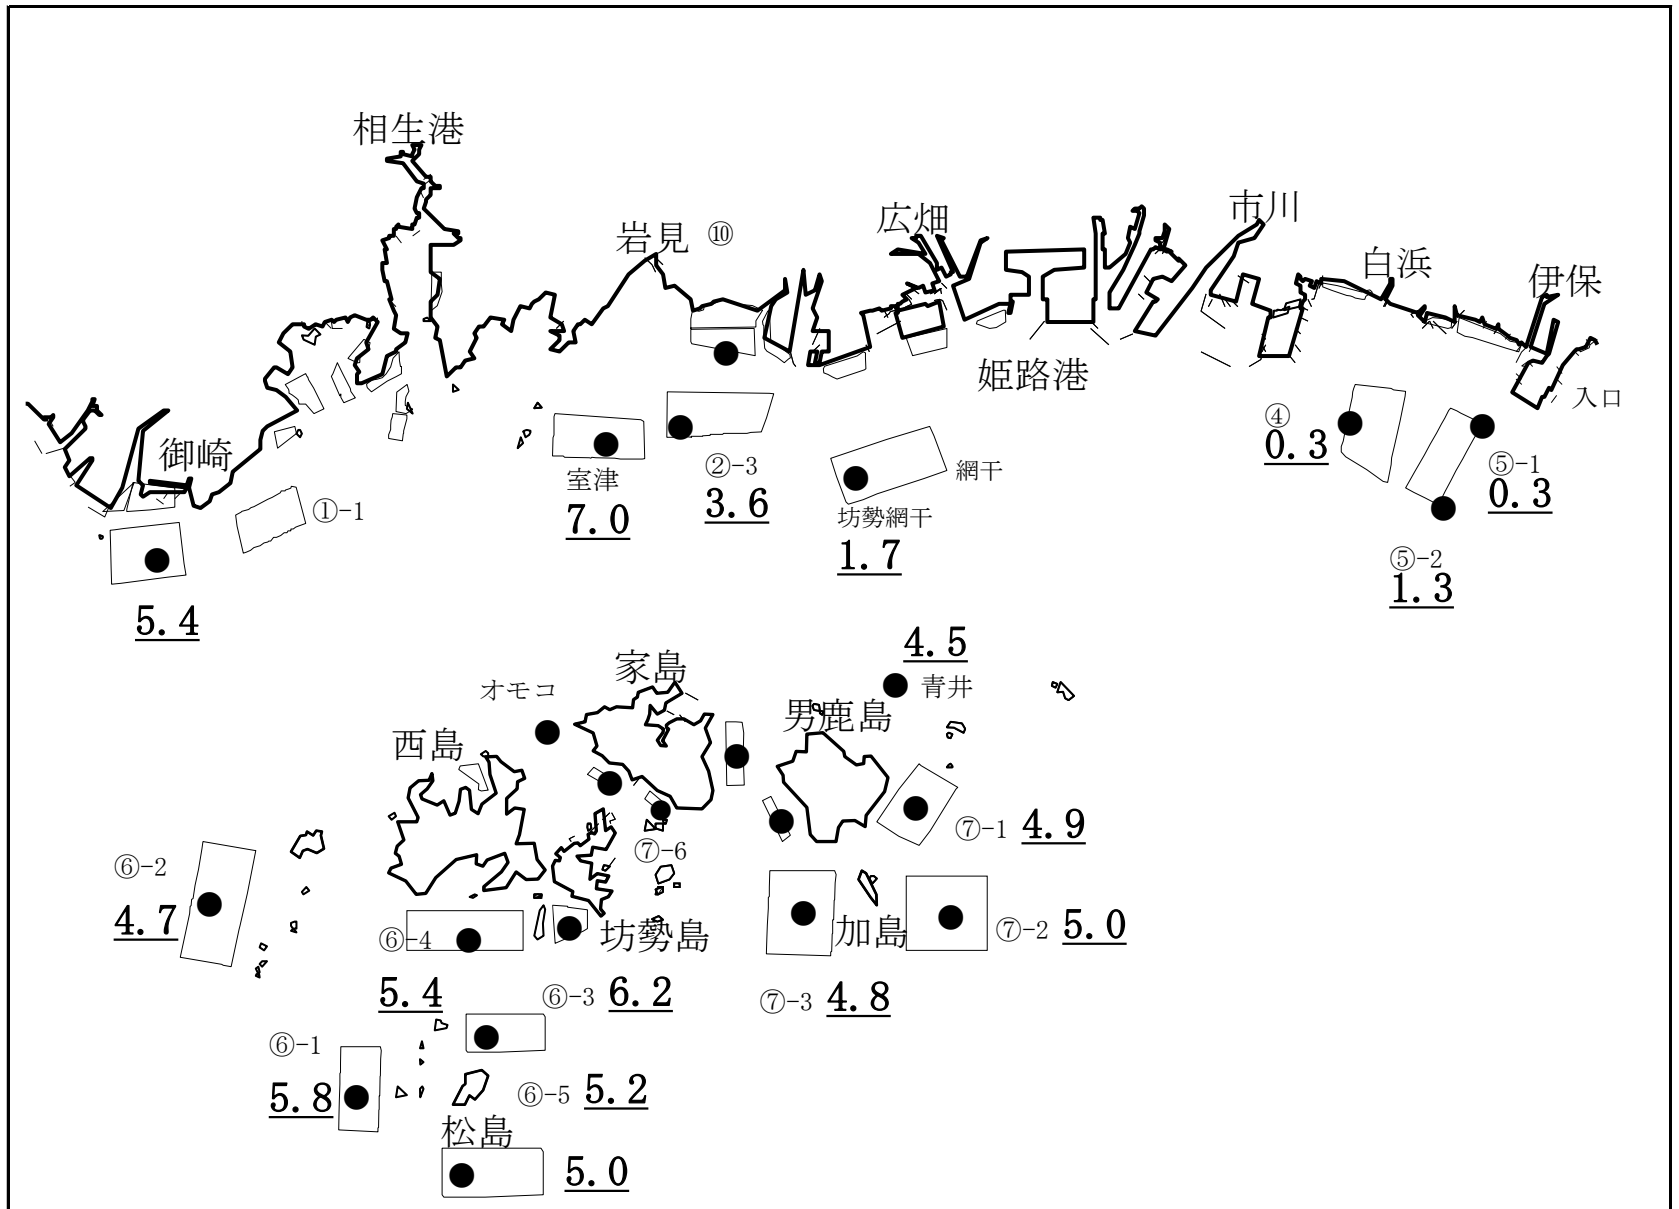 相生港
市川
広畑
岩見 ⑩
白浜
伊保
姫路港
入口
④
0.3
御崎
⑤-1
0.3
②-3
3.6
網干
室津
7.0
①-1
坊勢網干
1.7
⑤-2
1.3
5.4
4.5
家島
オモコ
青井
男鹿島
西島
⑦-1 4.9
⑦-6
⑥-2
4.7
⑥-4
坊勢島
加島
⑦-2 5.0
5.4
⑥-3 6.2
⑦-3 4.8
⑥-1
5.8
⑥-5 5.2
松島
5.0